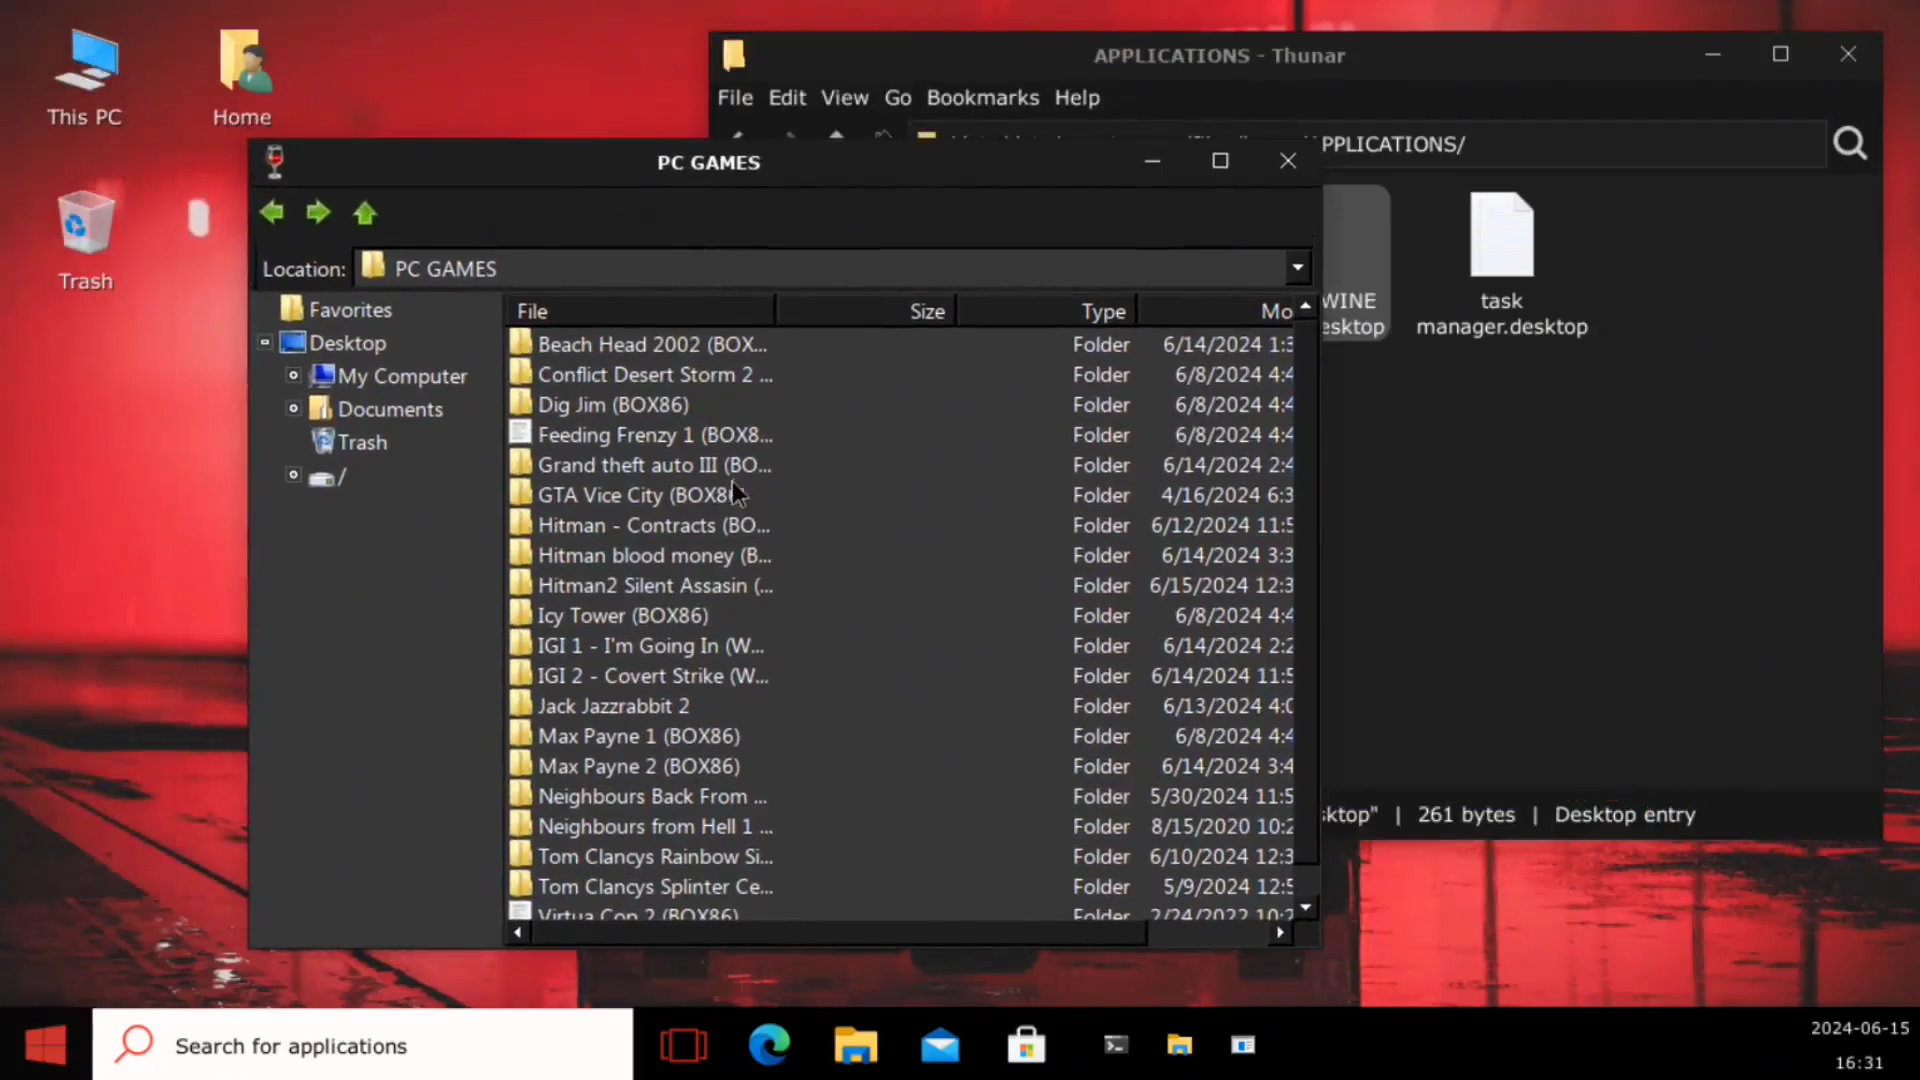 This PC
Home
Trash
APPLICATIONS - Thunar
File Edit View Go Bookmarks Help
PPLICATIONS/
PC GAMES
Location: PC GAMES
Favorites
Desktop
My Computer
Documents
Trash
/
File Size Type Mo
Beach Head 2002 (BOX... Folder 6/14/2024 1:3
Conflict Desert Storm 2 ... Folder 6/8/2024 4:4
Dig Jim (BOX86) Folder 6/8/2024 4:4
Feeding Frenzy 1 (BOX8... Folder 6/8/2024 4:4
Grand theft auto III (BO... Folder 6/14/2024 2:4
GTA Vice City (BOX8 Folder 4/16/2024 6:3
Hitman - Contracts (BO... Folder 6/12/2024 11:5
Hitman blood money (B... Folder 6/14/2024 3:3
Hitman2 Silent Assasin (... Folder 6/15/2024 12:3
Icy Tower (BOX86) Folder 6/8/2024 4:4
IGI 1 - I'm Going In (W... Folder 6/14/2024 2:2
IGI 2 - Covert Strike (W... Folder 6/14/2024 11:5
Jack Jazzrabbit 2 Folder 6/13/2024 4:0
Max Payne 1 (BOX86) Folder 6/8/2024 4:4
Max Payne 2 (BOX86) Folder 6/14/2024 3:4
Neighbours Back From ... Folder 5/30/2024 11:5
Neighbours from Hell 1 ... Folder 8/15/2020 10:2
Tom Clancys Rainbow Si... Folder 6/10/2024 12:3
Tom Clancys Splinter Ce... Folder 5/9/2024 12:5
Virtua Cop 2 (BOX86) Folder 2/24/2022 10:2
WINE
esktop
task
manager.desktop
sktop" | 261 bytes | Desktop entry
Search for applications
2024-06-15
16:31